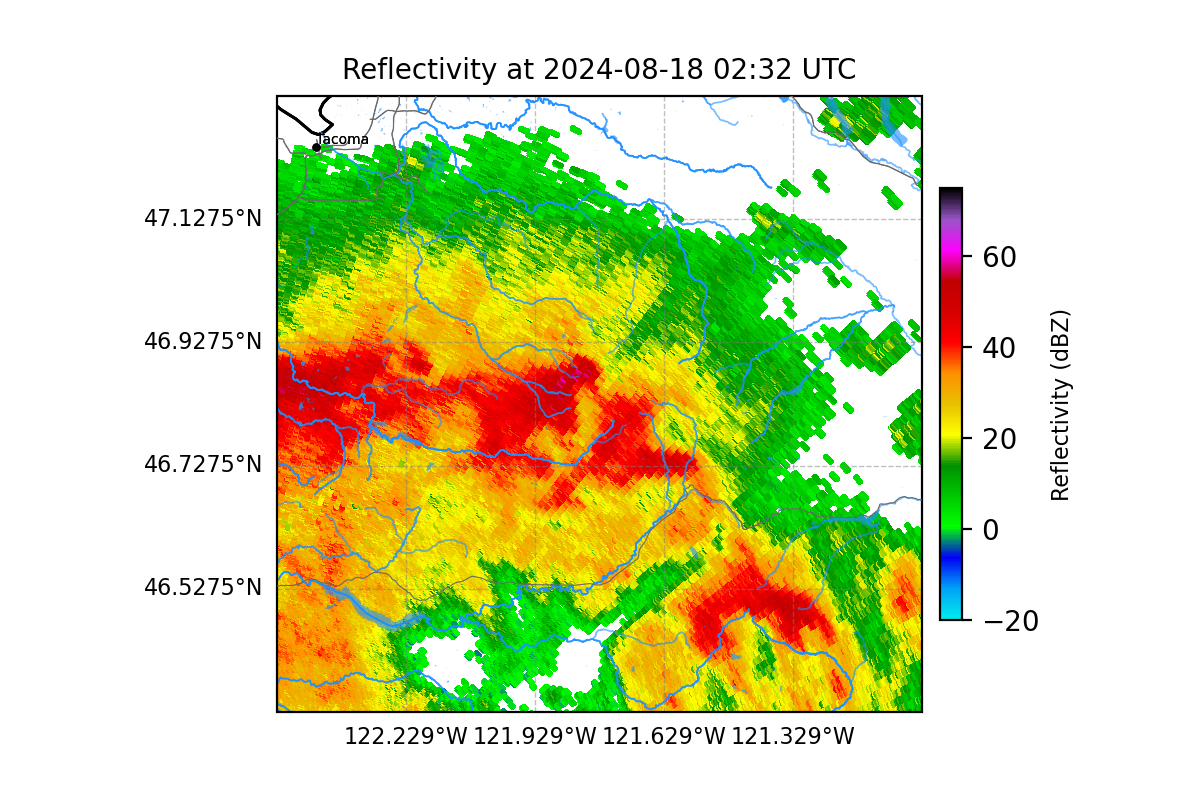 Reflectivity at 2024-08-18 02:32 UTC
Tacoma
47.1275°N
46.9275°N
46.7275°N
46.5275°N
122.229°W 121.929°W 121.629°W 121.329°W
60
40
20
0
−20
Reflectivity (dBZ)